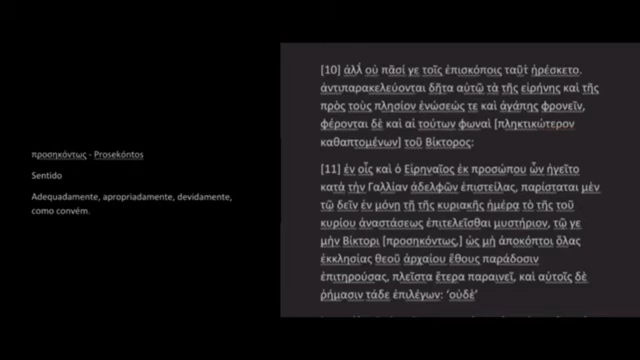 προσηκόντως - Prosekóntos
Sentido
Adequadamente, apropriadamente, devidamente,
como convém.
[10] ἀλλ̓ οὐ πᾶσί γε τοῖς ἐπισκόποις ταῦτ̓ ἠρέσκετο.
ἀντιπαρακελεύονται δῆτα αὐτῷ τὰ τῆς εἰρήνης καὶ τῆς
πρὸς τοὺς πλησίον ἑνώσεώς τε καὶ ἀγάπης φρονεῖν,
φέρονται δὲ καὶ αἱ τούτων φωναὶ [πληκτικώτερον
καθαπτομένων] τοῦ Βίκτορος:
[11] ἐν οἷς καὶ ὁ Εἰρηναῖος ἐκ προσώπου ὧν ἡγεῖτο
κατὰ τὴν Γαλλίαν ἀδελφῶν ἐπιστείλας, παρίσταται μὲν
τῷ δεῖν ἐν μόνῃ τῇ τῆς κυριακῆς ἡμέρᾳ τὸ τῆς τοῦ
κυρίου ἀναστάσεως ἐπιτελεῖσθαι μυστήριον, τῷ γε
μὴν Βίκτορι [προσηκόντως,] ὡς μὴ ἀποκόπτοι ὅλας
ἐκκλησίας θεοῦ ἀρχαίου ἔθους παράδοσιν
ἐπιτηρούσας, πλεῖστα ἕτερα παραινεῖ, καὶ αὐτοῖς δὲ
ῥήμασιν τάδε ἐπιλέγων: ‘οὐδὲ’